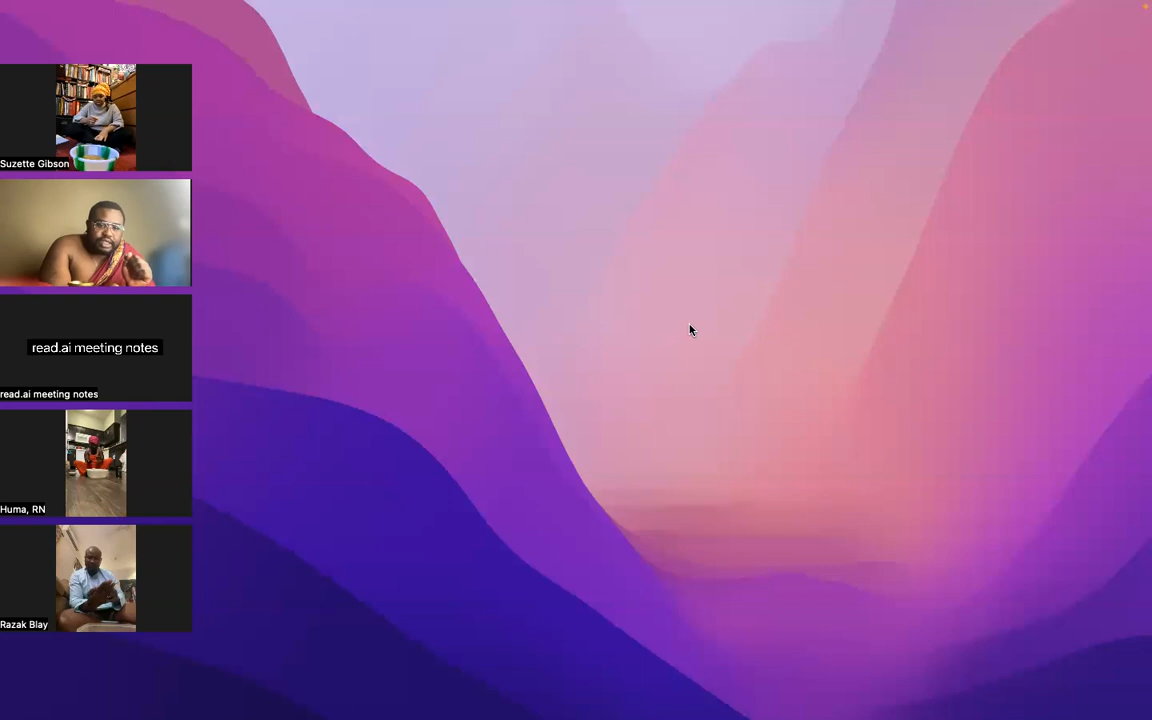 Suzette Gibson
read.ai meeting notes
read.ai meeting notes
Huma, RN
Razak Blay